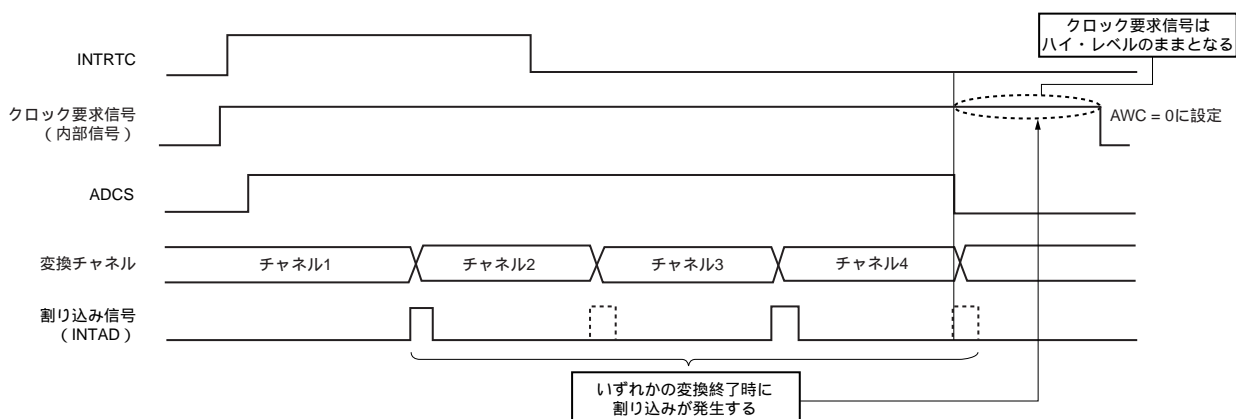 クロック要求信号は
ハイ・レベルのままとなる
INTRTC
クロック要求信号
（内部信号）
AWC = 0に設定
ADCS
変換チャネル
チャネル1
チャネル2
チャネル3
チャネル4
割り込み信号
（INTAD）
いずれかの変換終了時に
割り込みが発生する